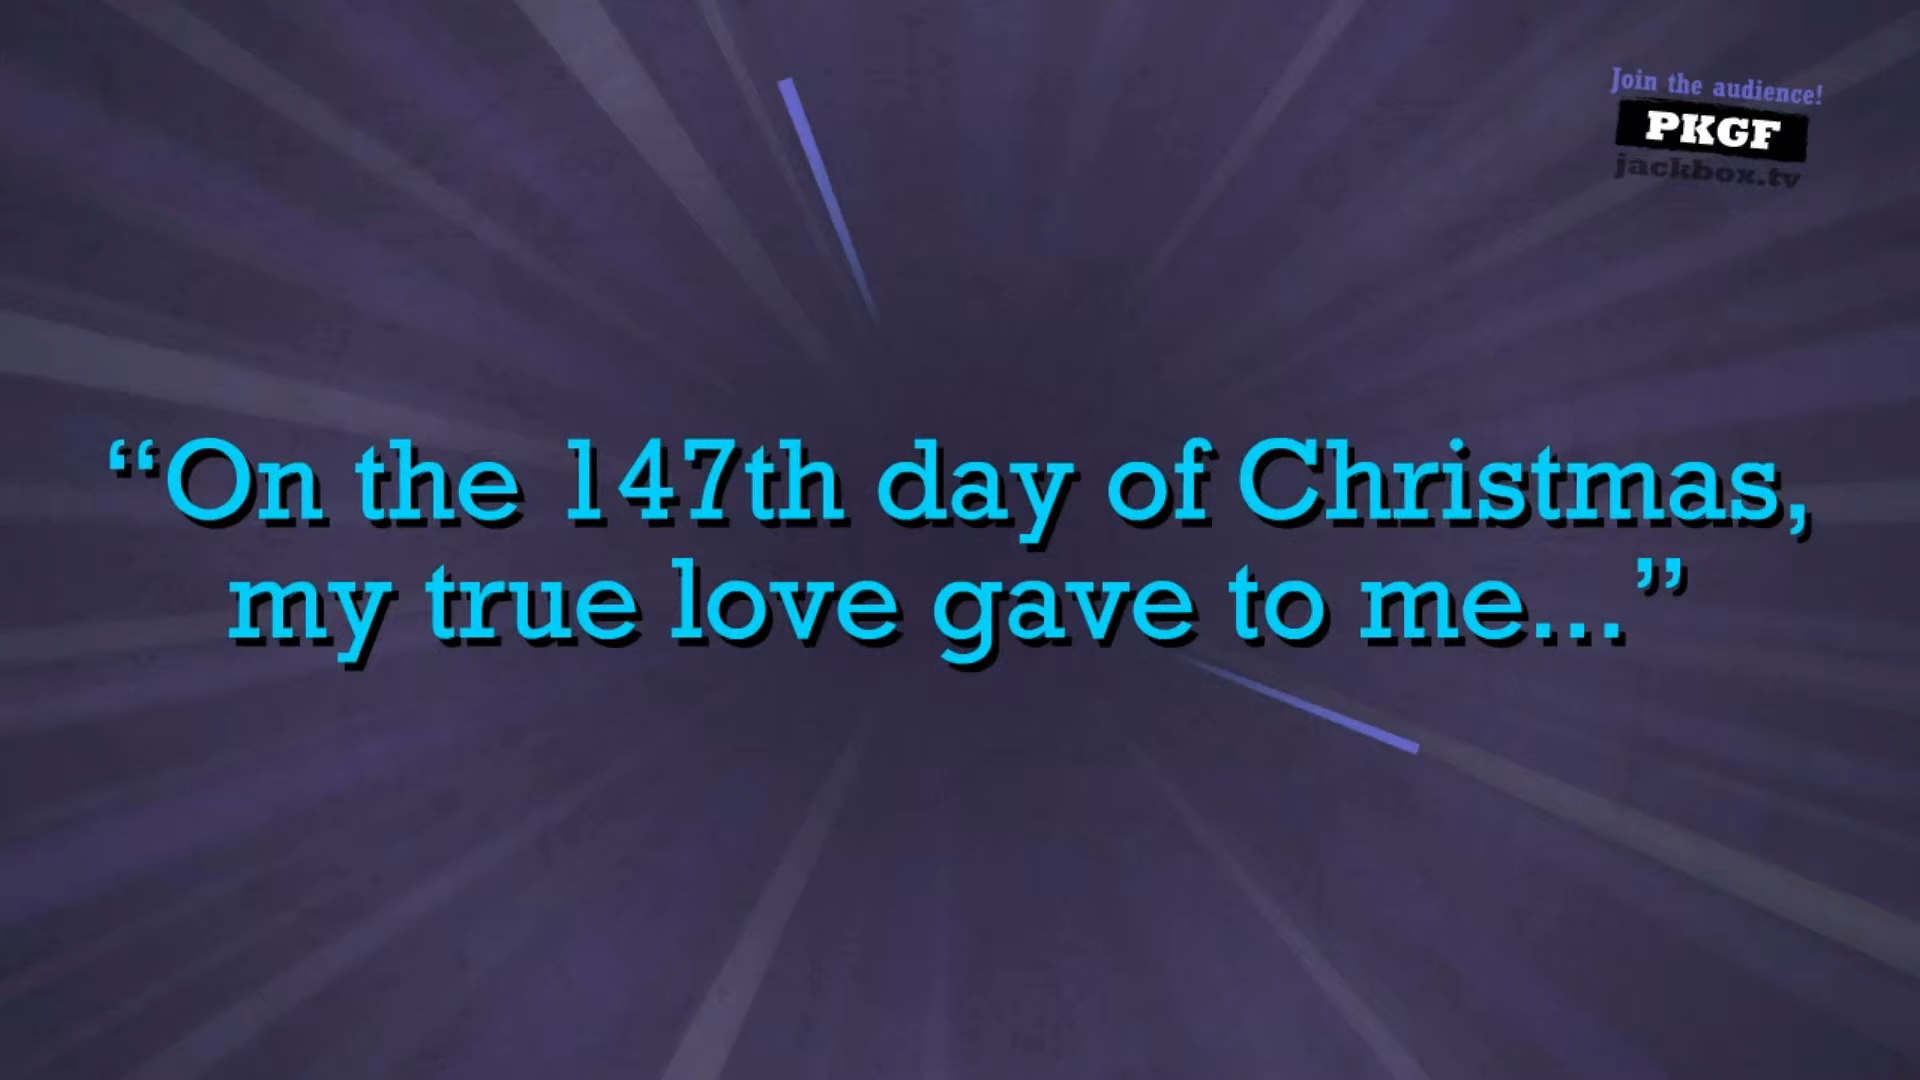 Join the audience!
PKGF
jackbox.tv
“On the 147th day of Christmas,
my true love gave to me...”